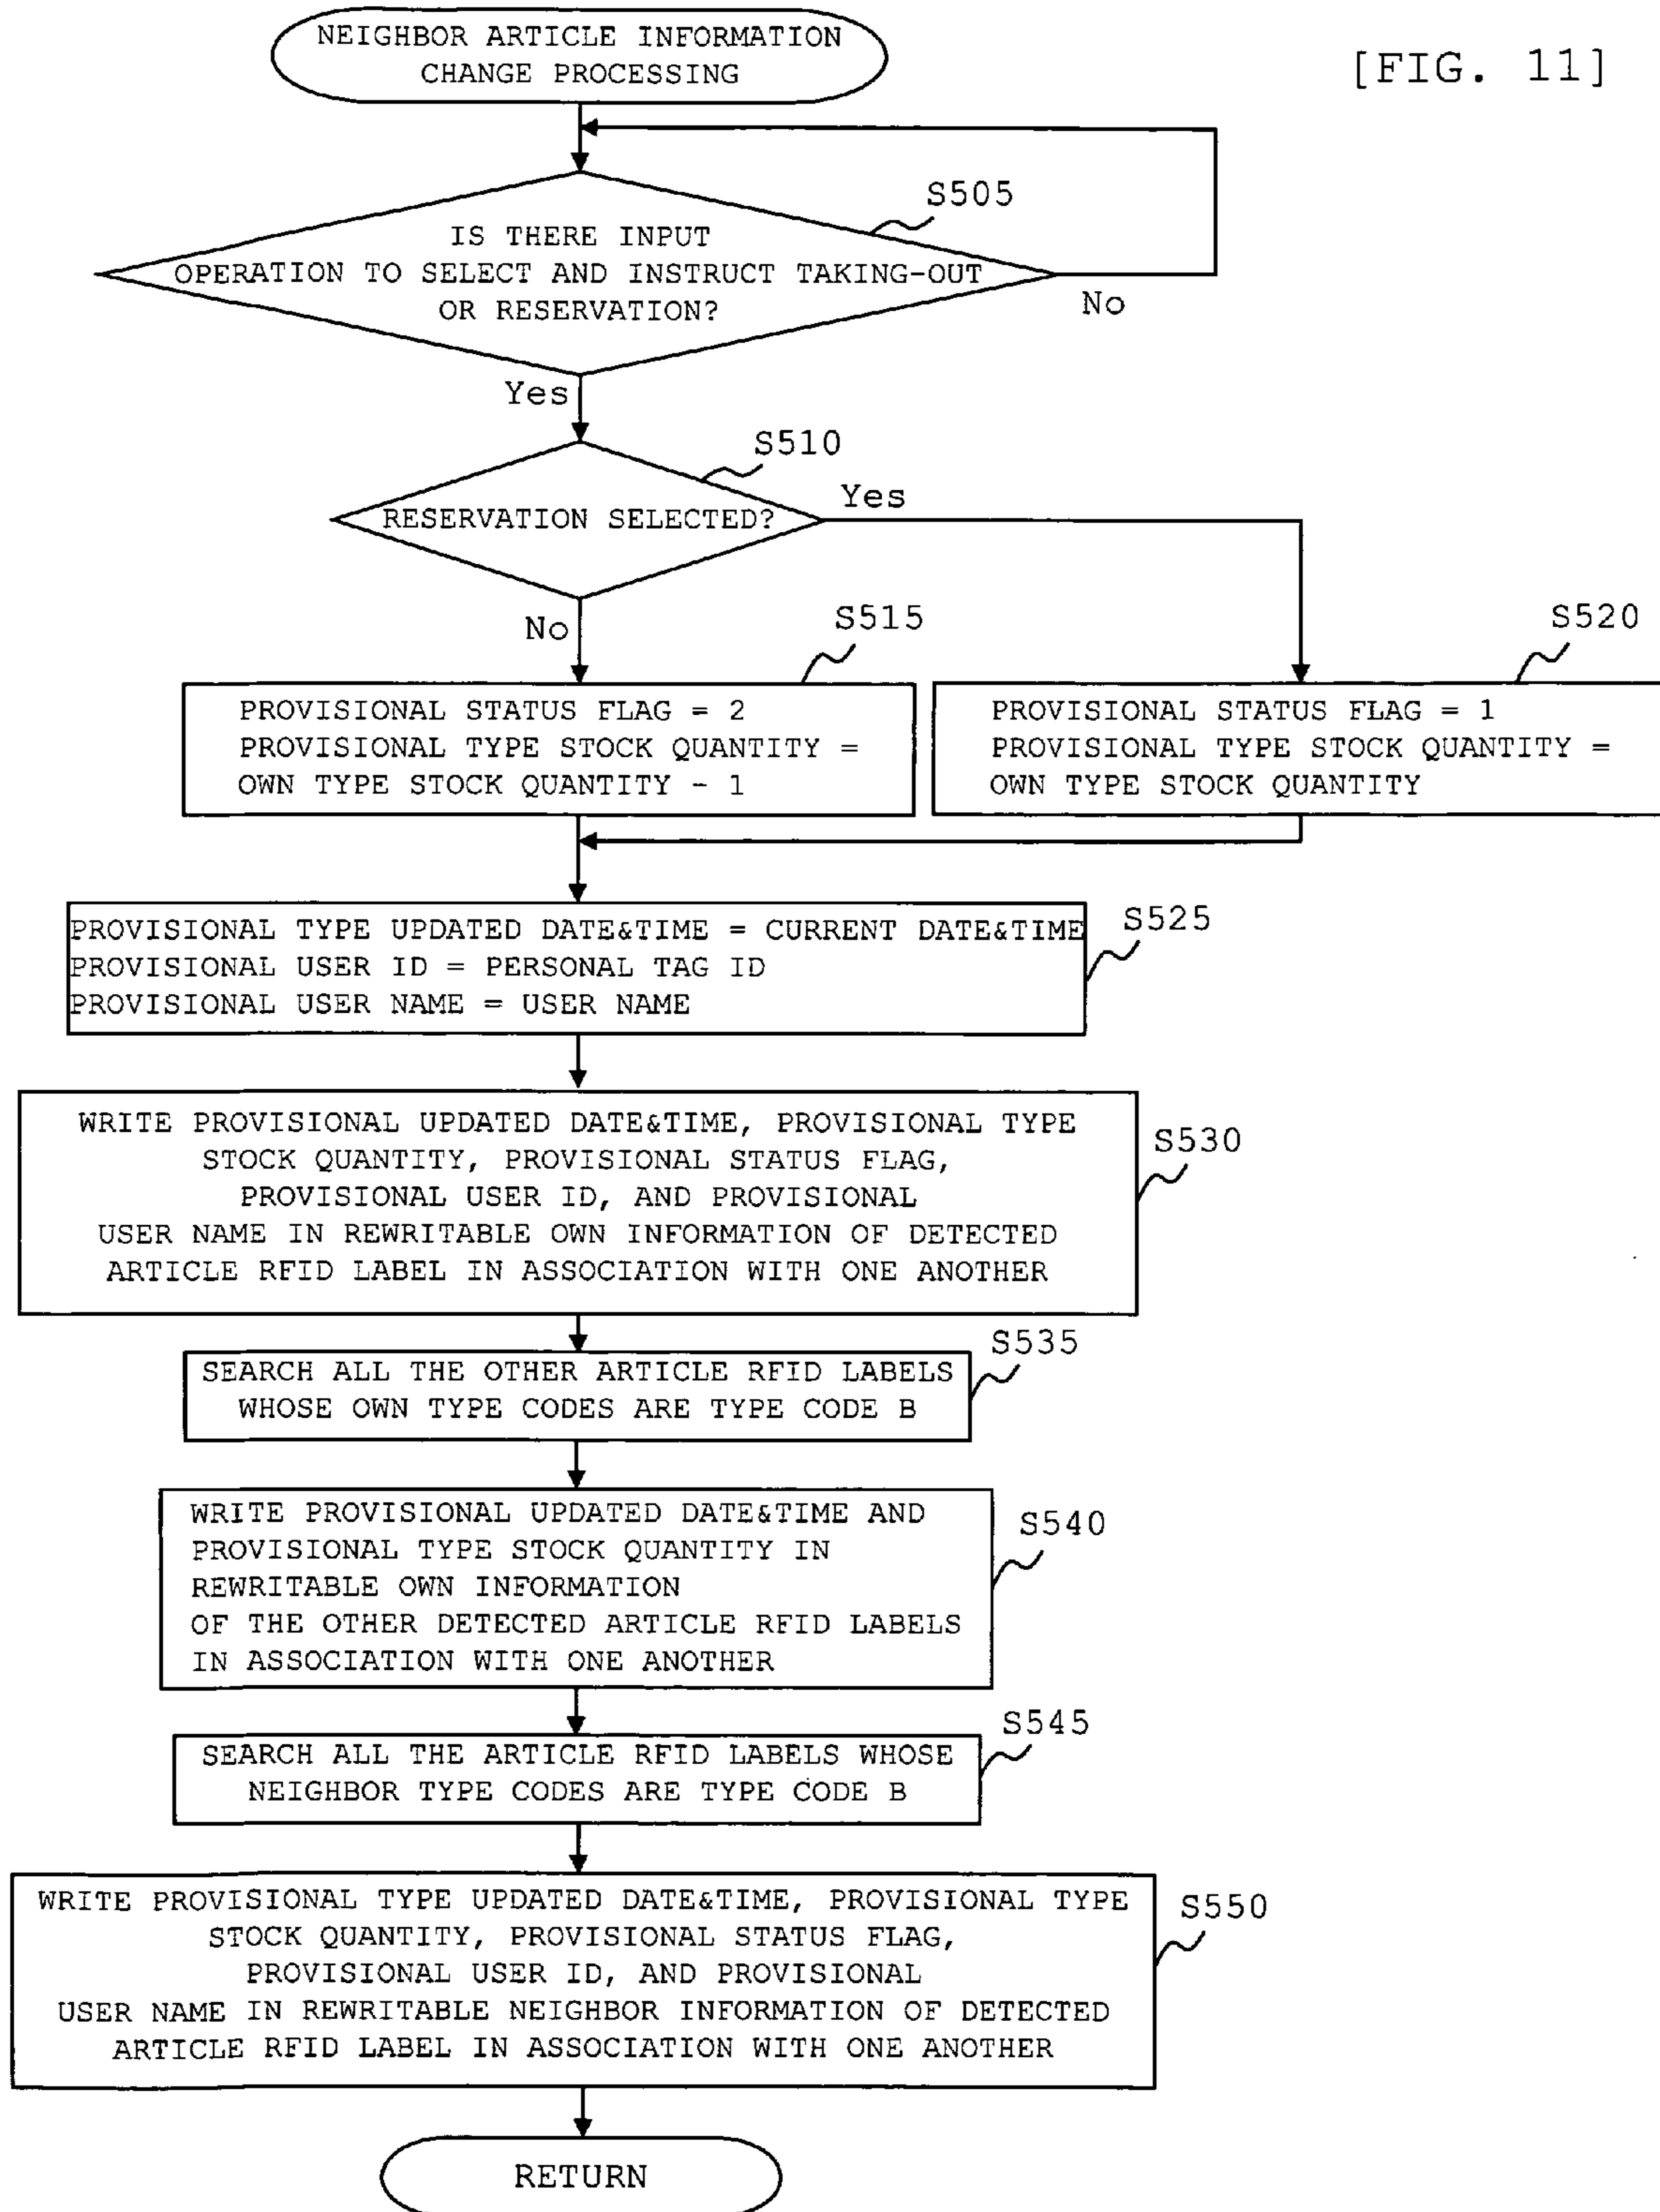 NEIGHBOR ARTICLE INFORMATION
CHANGE PROCESSING
[FIG. 11]
S505
IS THERE INPUT
OPERATION TO SELECT AND INSTRUCT TAKING-OUT
OR RESERVATION?
No
Yes
S510
RESERVATION SELECTED?
Yes
No
S515
S520
PROVISIONAL STATUS FLAG = 2
PROVISIONAL TYPE STOCK QUANTITY =
OWN TYPE STOCK QUANTITY - 1
PROVISIONAL STATUS FLAG = 1
PROVISIONAL TYPE STOCK QUANTITY =
OWN TYPE STOCK QUANTITY
S525
PROVISIONAL TYPE UPDATED DATE&TIME = CURRENT DATE&TIME
PROVISIONAL USER ID = PERSONAL TAG ID
PROVISIONAL USER NAME = USER NAME
S530
WRITE PROVISIONAL UPDATED DATE&TIME, PROVISIONAL TYPE
STOCK QUANTITY, PROVISIONAL STATUS FLAG,
PROVISIONAL USER ID, AND PROVISIONAL
USER NAME IN REWRITABLE OWN INFORMATION OF DETECTED
ARTICLE RFID LABEL IN ASSOCIATION WITH ONE ANOTHER
S535
SEARCH ALL THE OTHER ARTICLE RFID LABELS
WHOSE OWN TYPE CODES ARE TYPE CODE B
S540
WRITE PROVISIONAL UPDATED DATE&TIME AND
PROVISIONAL TYPE STOCK QUANTITY IN
REWRITABLE OWN INFORMATION
OF THE OTHER DETECTED ARTICLE RFID LABELS
IN ASSOCIATION WITH ONE ANOTHER
S545
SEARCH ALL THE ARTICLE RFID LABELS WHOSE
NEIGHBOR TYPE CODES ARE TYPE CODE B
S550
WRITE PROVISIONAL TYPE UPDATED DATE&TIME, PROVISIONAL TYPE
STOCK QUANTITY, PROVISIONAL STATUS FLAG,
PROVISIONAL USER ID, AND PROVISIONAL
USER NAME IN REWRITABLE NEIGHBOR INFORMATION OF DETECTED
ARTICLE RFID LABEL IN ASSOCIATION WITH ONE ANOTHER
RETURN